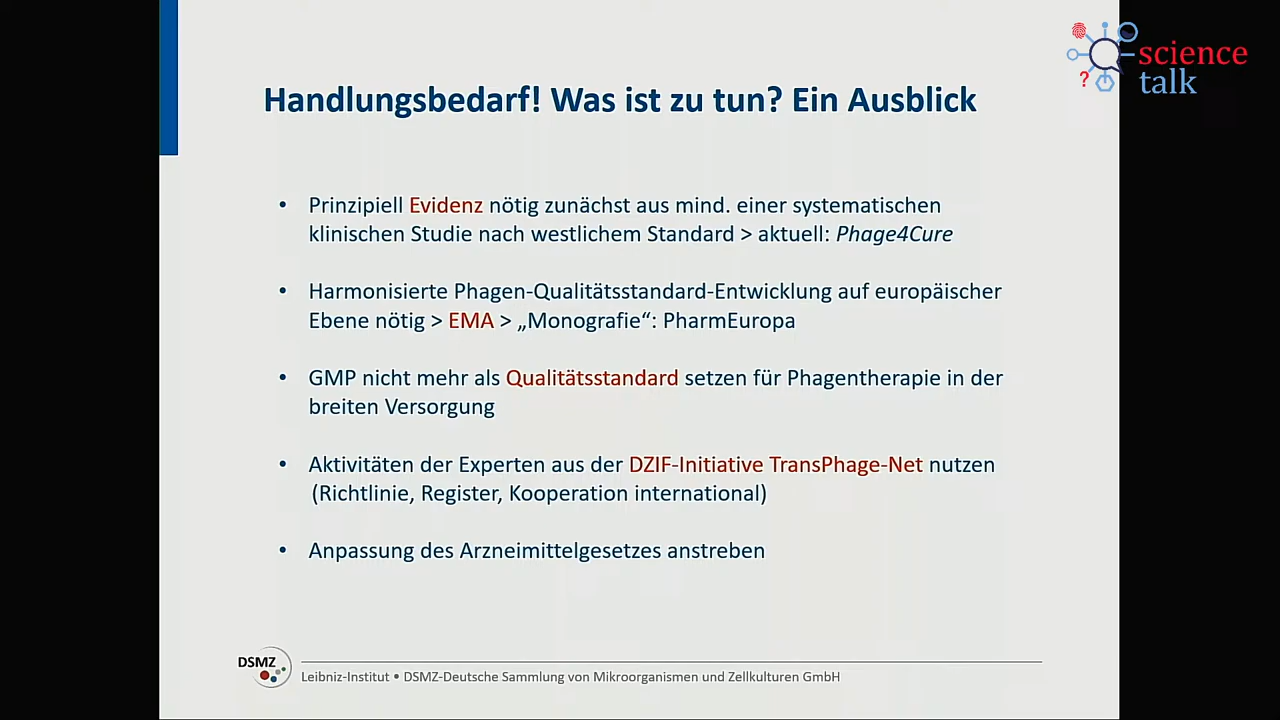 science
talk
?
Handlungsbedarf! Was ist zu tun? Ein Ausblick
• Prinzipiell Evidenz nötig zunächst aus mind. einer systematischen
klinischen Studie nach westlichem Standard > aktuell: Phage4Cure
• Harmonisierte Phagen-Qualitätsstandard-Entwicklung auf europäischer
Ebene nötig > EMA > „Monografie“: PharmEuropa
• GMP nicht mehr als Qualitätsstandard setzen für Phagentherapie in der
breiten Versorgung
• Aktivitäten der Experten aus der DZIF-Initiative TransPhage-Net nutzen
(Richtlinie, Register, Kooperation international)
• Anpassung des Arzneimittelgesetzes anstreben
DSMZ
Leibniz-Institut • DSMZ-Deutsche Sammlung von Mikroorganismen und Zellkulturen GmbH